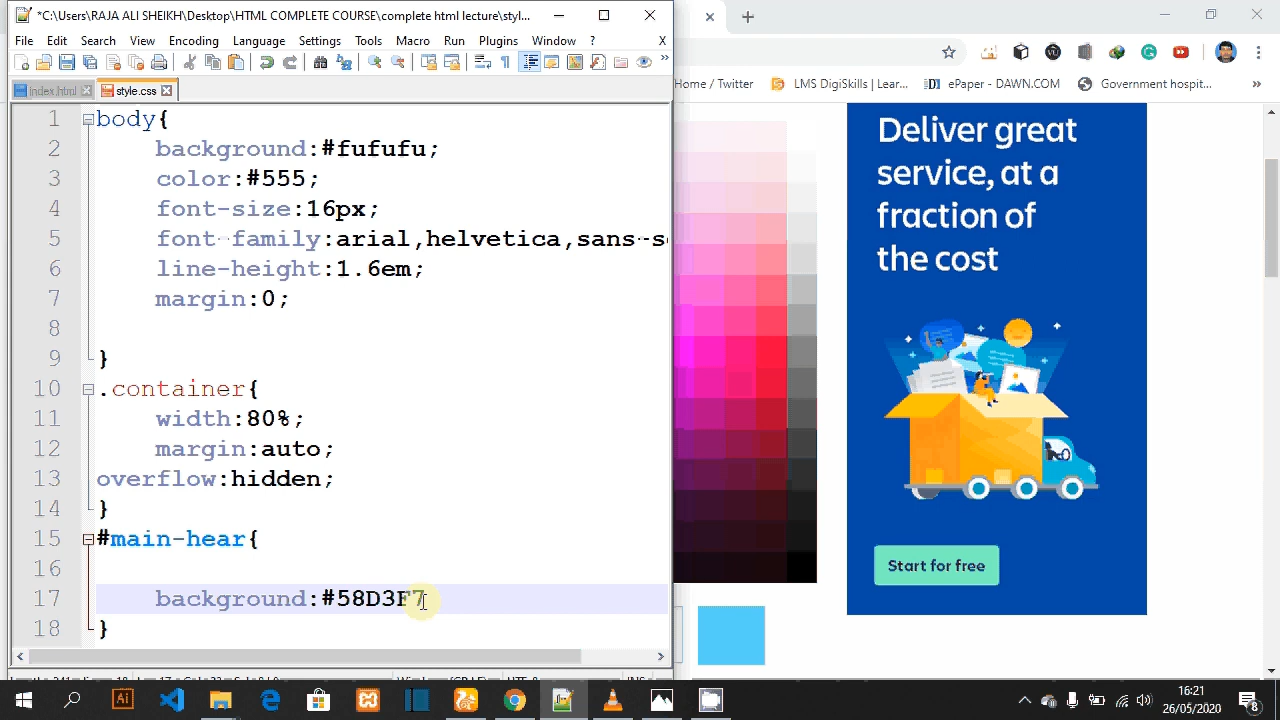 *C:\Users\RAJA ALI SHEIKH\Desktop\HTML COMPLETE COURSE\complete html lecture\styl...
File Edit Search View Encoding Language Settings Tools Macro Run Plugins Window ? X
index.html style.css
1 body{
2 background:#fufufu;
3 color:#555;
4 font-size:16px;
5 font-family:arial,helvetica,sans-se
6 line-height:1.6em;
7 margin:0;
8
9 }
10 .container{
11 width:80%;
12 margin:auto;
13 overflow:hidden;
14 }
15 #main-hear{
16
17 background:#58D3F7
18 }
Home / Twitter LMS DigiSkills | Lear... ePaper - DAWN.COM Government hospit... »
Deliver great
service, at a
fraction of
the cost
Start for free
16:21
26/05/2020